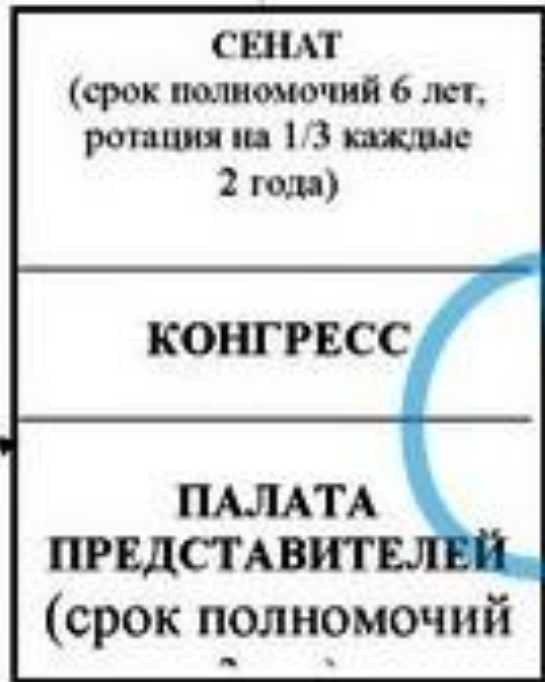 СЕНАТ
(срок полномочий 6 лет,
ротация на 1/3 каждые
2 года)
КОНГРЕСС
ПАЛАТА
ПРЕДСТАВИТЕЛЕЙ
(срок полномочий